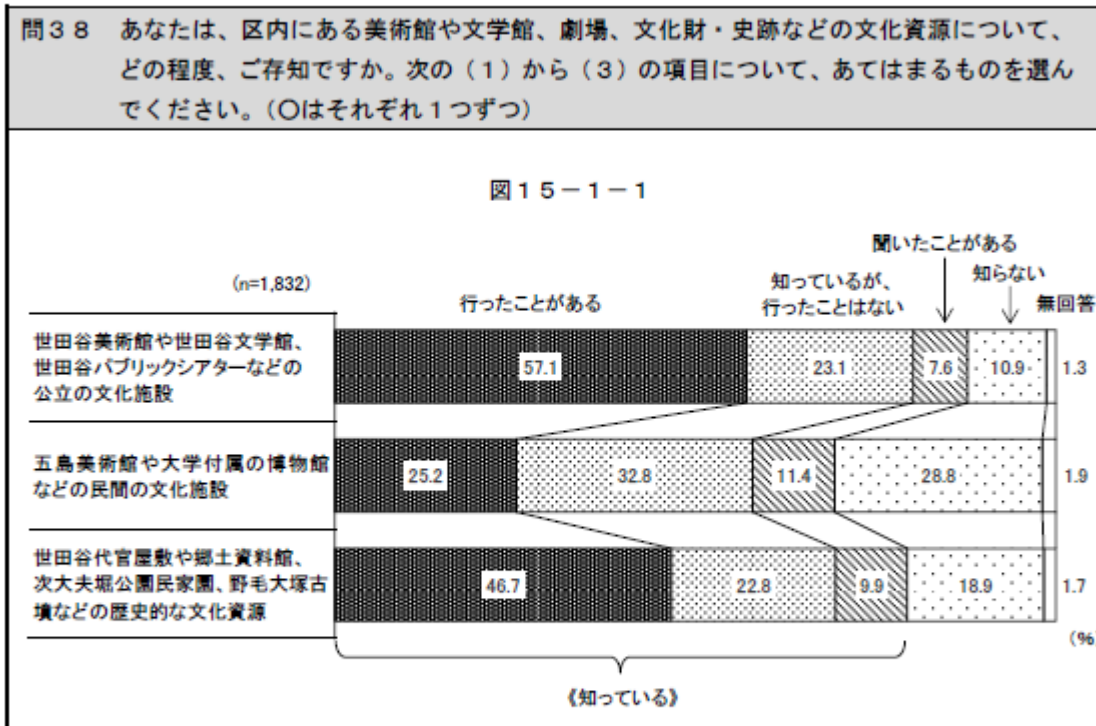 問38 あなたは、区内にある美術館や文学館、劇場、文化財・史跡などの文化資源について、
どの程度、ご存知ですか。次の(1)から(3)の項目について、あてはまるものを選ん
でください。(〇はそれぞれ1つずつ)
図15-1-1
(n=1,832)
行ったことがある
知っているが、
行ったことはない
聞いたことがある
知らない
無回答
世田谷美術館や世田谷文学館、
世田谷パブリックシアターなどの
公立の文化施設
57.1
23.1
7.6
10.9
1.3
五島美術館や大学付属の博物館
などの民間の文化施設
25.2
32.8
11.4
28.8
1.9
世田谷代官屋敷や郷土資料館、
次大夫堀公園民家園、野毛大塚古
墳などの歴史的な文化資源
46.7
22.8
9.9
18.9
1.7
(%)
《知っている》